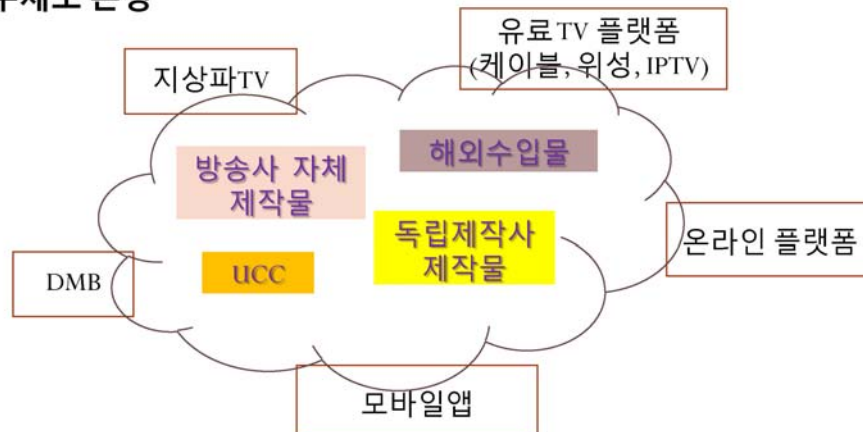 유료TV 플랫폼
(케이블, 위성, IPTV)
지상파TV
해외수입물
방송사 자체
제작물
독립제작사
제작물
온라인 플랫폼
UCC
DMB
모바일앱